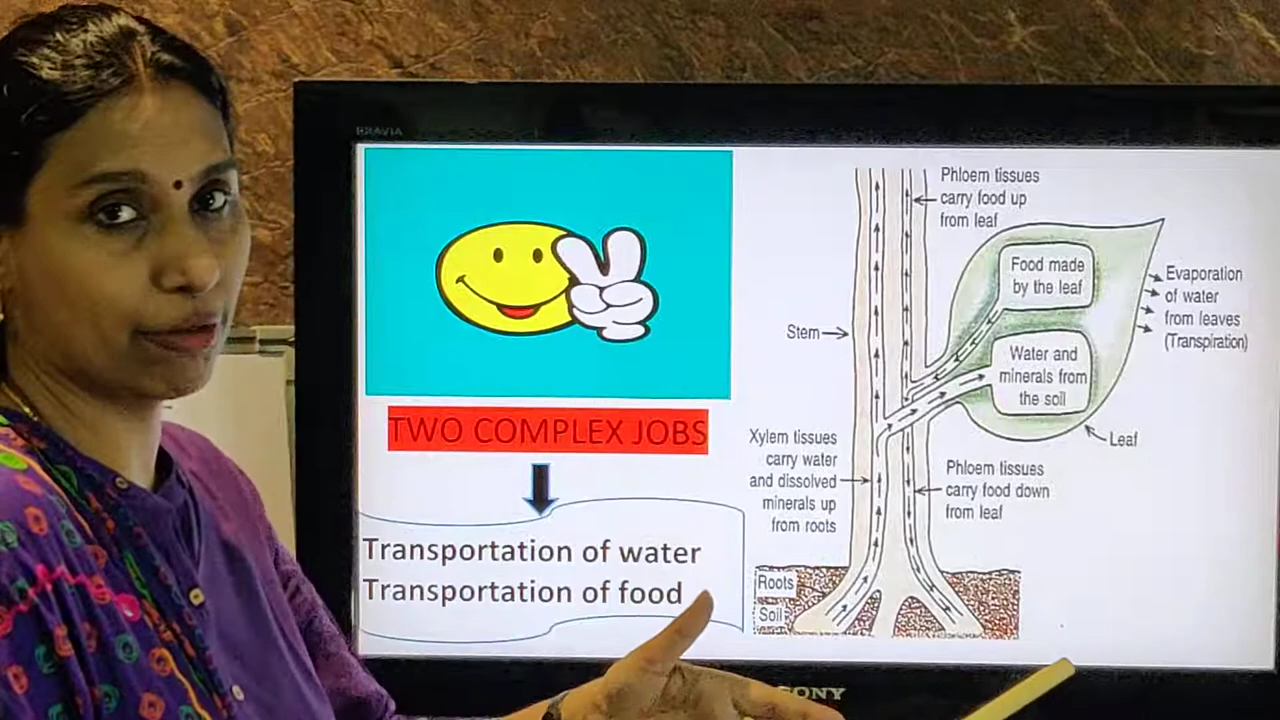 BRAVIA
TWO COMPLEX JOBS
Transportation of water
Transportation of food
Phloem tissues
carry food up
from leaf
Food made
by the leaf
Evaporation
of water
from leaves
(Transpiration)
Stem
Water and
minerals from
the soil
Leaf
Xylem tissues
carry water
and dissolved
minerals up
from roots
Phloem tissues
carry food down
from leaf
Roots
Soil
SONY